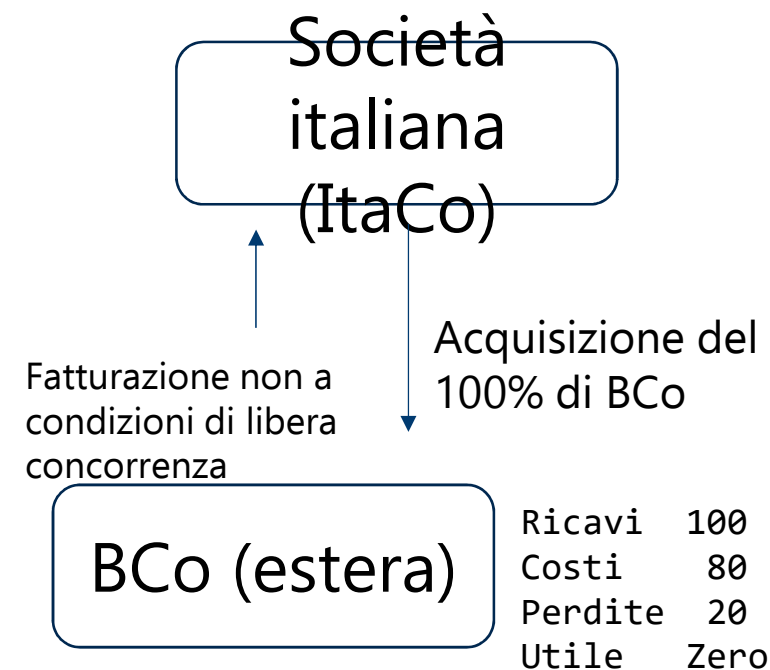 Società
italiana
(ItaCo)
Acquisizione del
100% di BCo
Fatturazione non a
condizioni di libera
concorrenza
BCo (estera)
Ricavi 100
Costi 80
Perdite 20
Utile Zero